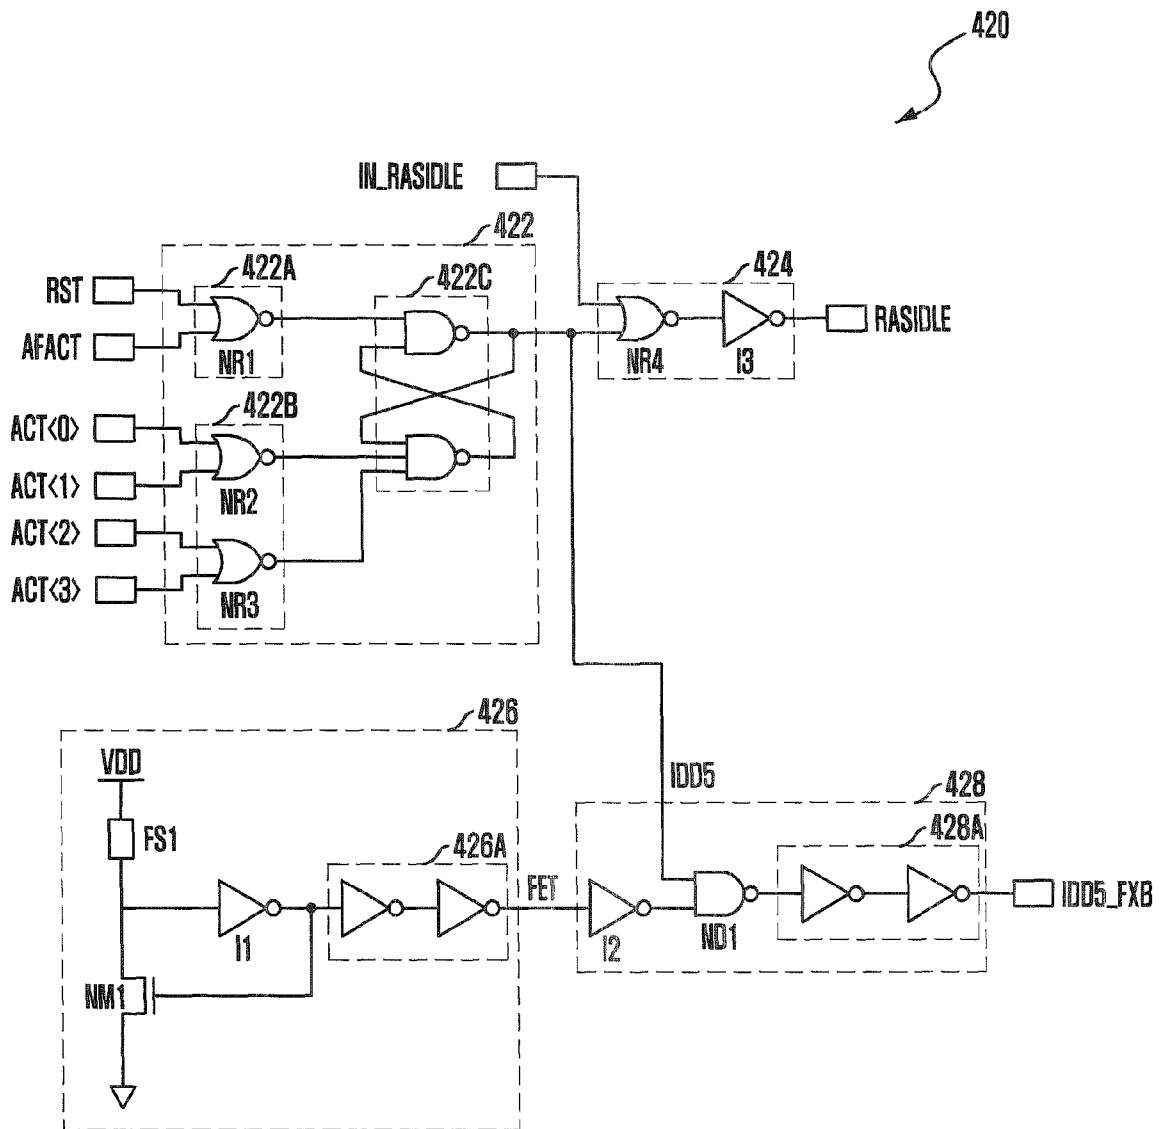 420
IN_RASIDLE
422
RST
422A
422C
424
AFACT
NR1
NR4
I3
RASIDLE
ACT<0>
422B
ACT<1>
NR2
ACT<2>
ACT<3>
NR3
426
VDD
IDD5
428
FS1
426A
428A
FET
I1
I2
ND1
IDD5_FXB
NM1